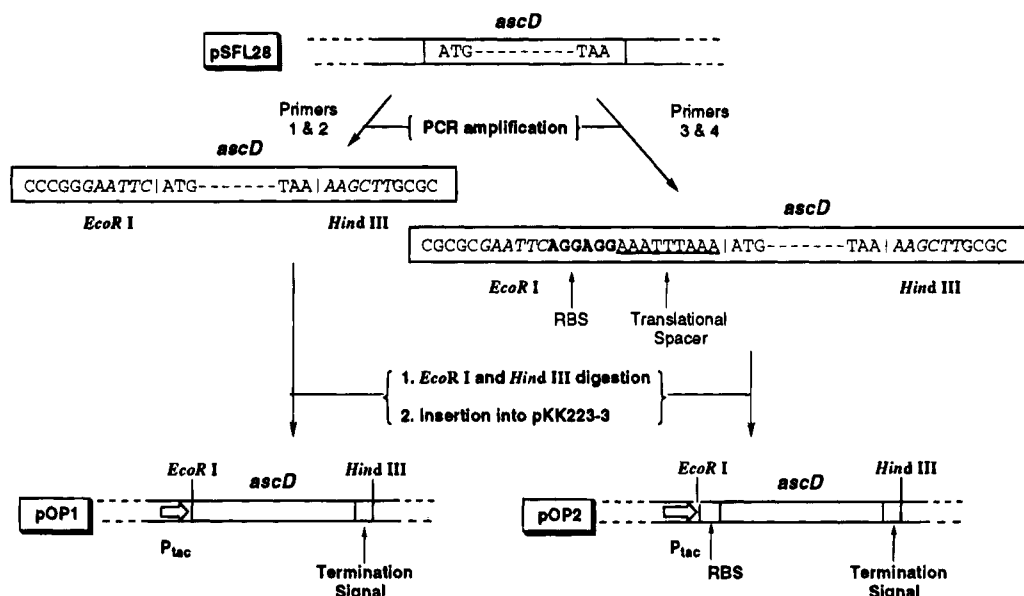 ascD
pSFL28
ATG---------TAA
Primers
1 & 2
PCR amplification
Primers
3 & 4
ascD
CCCGGGAATTC|ATG--------TAA|AAGCTTGCGC
EcoR I
Hind III
ascD
CGCGCGAATTCAGGAGGAAATTTAAA|ATG-------TAA|AAGCTTGCGC
EcoR I
Hind III
RBS
Translational
Spacer
1. EcoR I and Hind III digestion
2. Insertion into pKK223-3
EcoR I
Hind III
ascD
pOP1
Ptac
Termination
Signal
EcoR I
Hind III
ascD
pOP2
Ptac
RBS
Termination
Signal